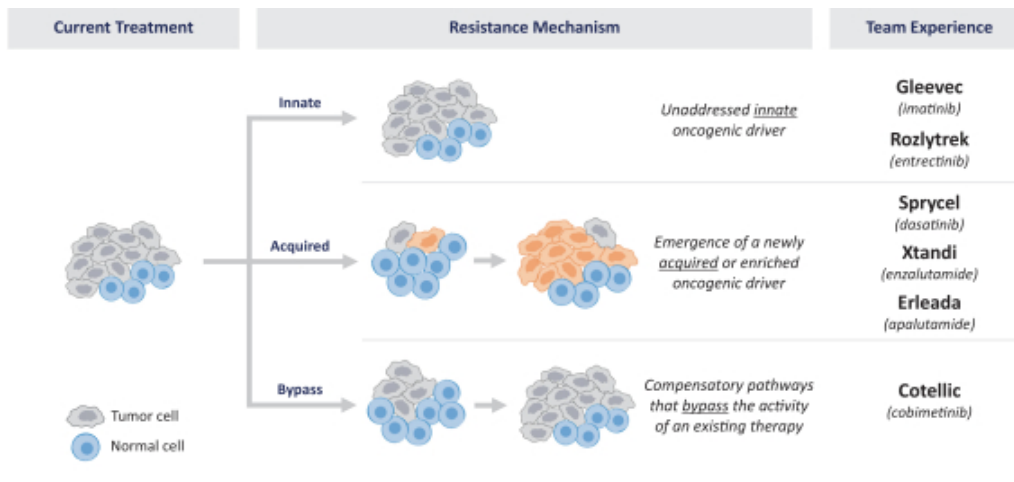 Current Treatment
Resistance Mechanism
Team Experience
Innate
Unaddressed innate
oncogenic driver
Gleevec
(imatinib)
Rozlytrek
(entrectinib)
Acquired
Emergence of a newly
acquired or enriched
oncogenic driver
Sprycel
(dasatinib)
Xtandi
(enzalutamide)
Erleada
(apalutamide)
Bypass
Compensatory pathways
that bypass the activity
of an existing therapy
Cotellic
(cobimetinib)
Tumor cell
Normal cell